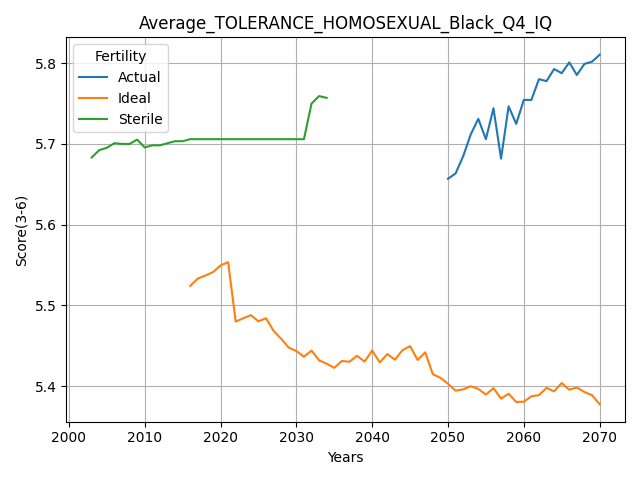 Average_TOLERANCE_HOMOSEXUAL_Black_Q4_IQ
Fertility
Actual
Ideal
Sterile
Score(3-6)
5.8
5.7
5.6
5.5
5.4
2000 2010 2020 2030 2040 2050 2060 2070
Years